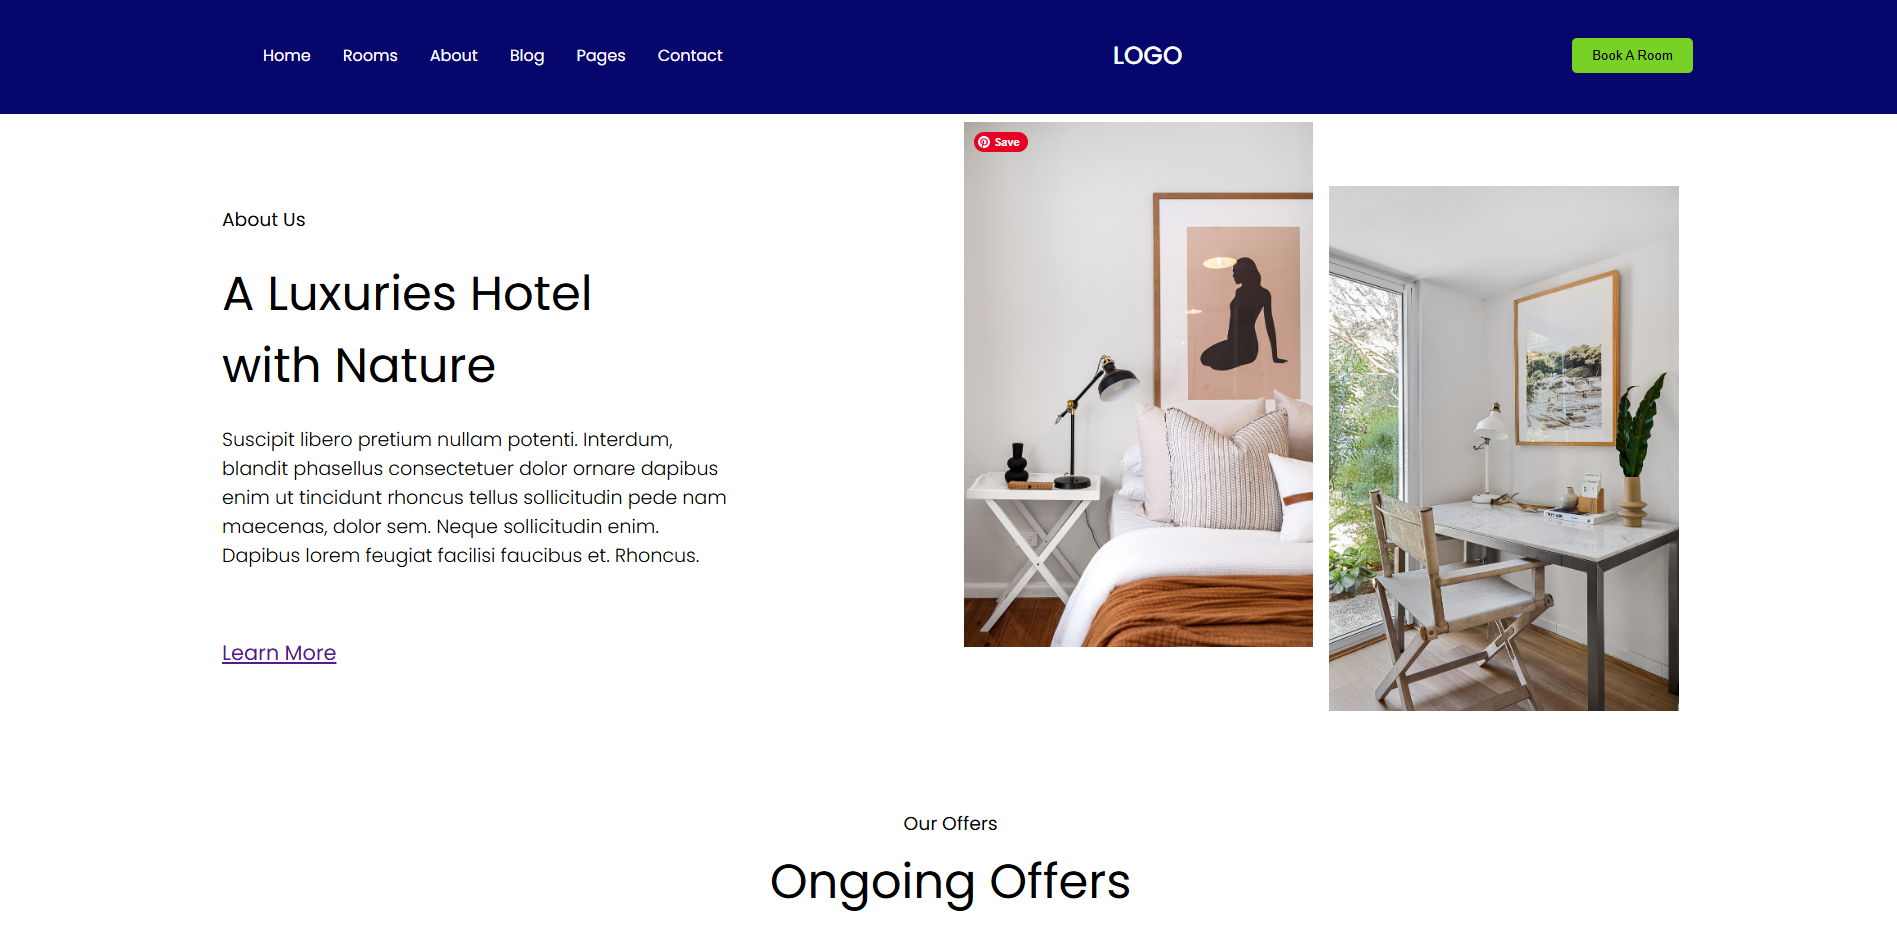 Home Rooms About Blog Pages Contact LOGO Book A Room
Save
About Us
A Luxuries Hotel
with Nature
Suscipit libero pretium nullam potenti. Interdum,
blandit phasellus consectetuer dolor ornare dapibus
enim ut tincidunt rhoncus tellus sollicitudin pede nam
maecenas, dolor sem. Neque sollicitudin enim.
Dapibus lorem feugiat facilisi faucibus et. Rhoncus.
Learn More
Our Offers
Ongoing Offers